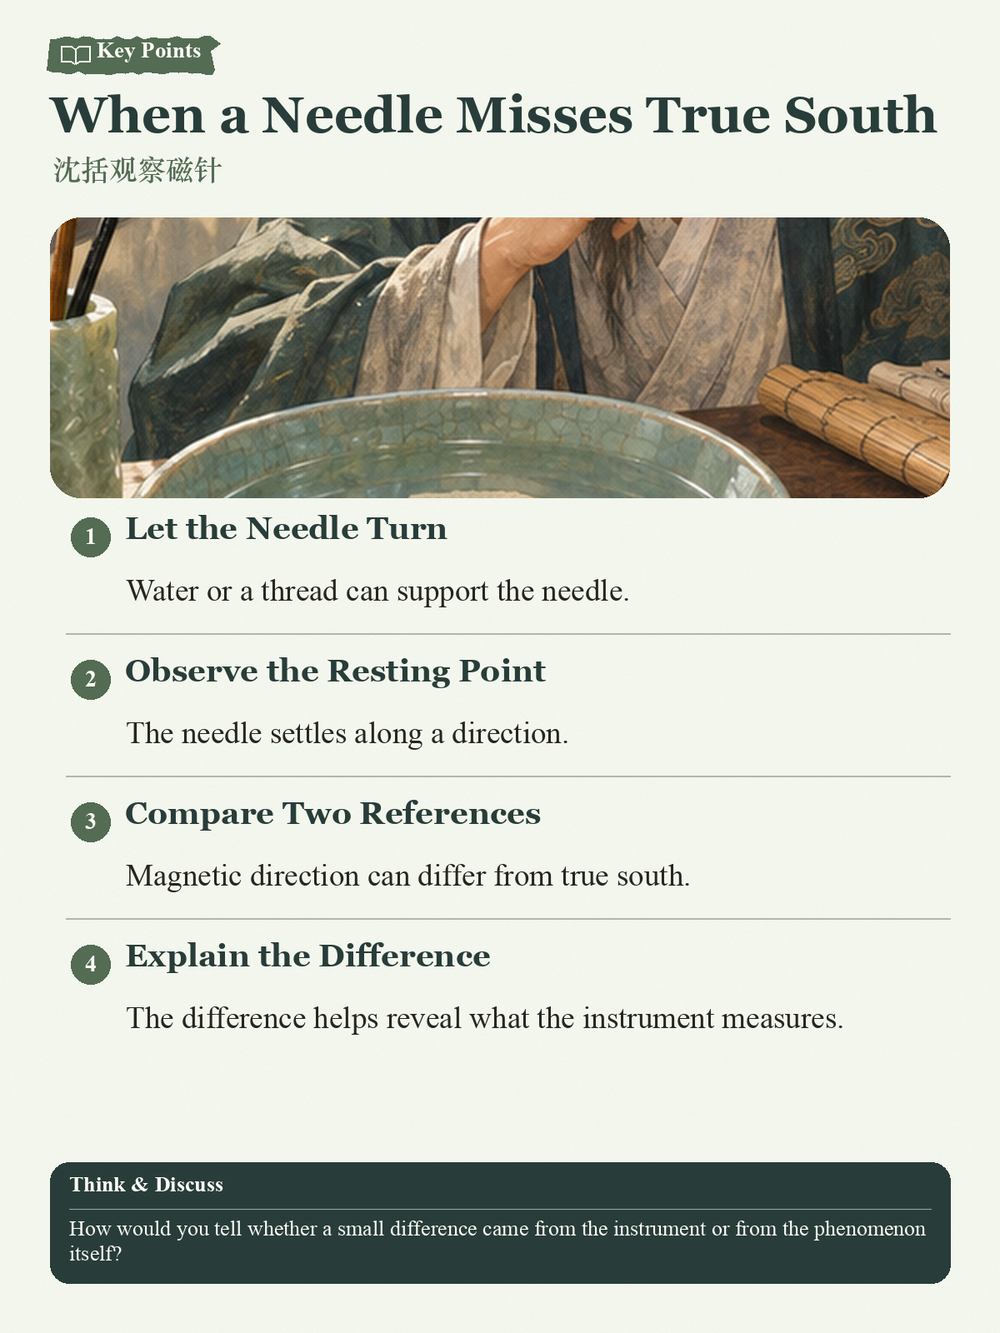 Key Points
When a Needle Misses True South
沈括观察磁针
1 Let the Needle Turn
Water or a thread can support the needle.
2 Observe the Resting Point
The needle settles along a direction.
3 Compare Two References
Magnetic direction can differ from true south.
4 Explain the Difference
The difference helps reveal what the instrument measures.
Think & Discuss
How would you tell whether a small difference came from the instrument or from the phenomenon
itself?